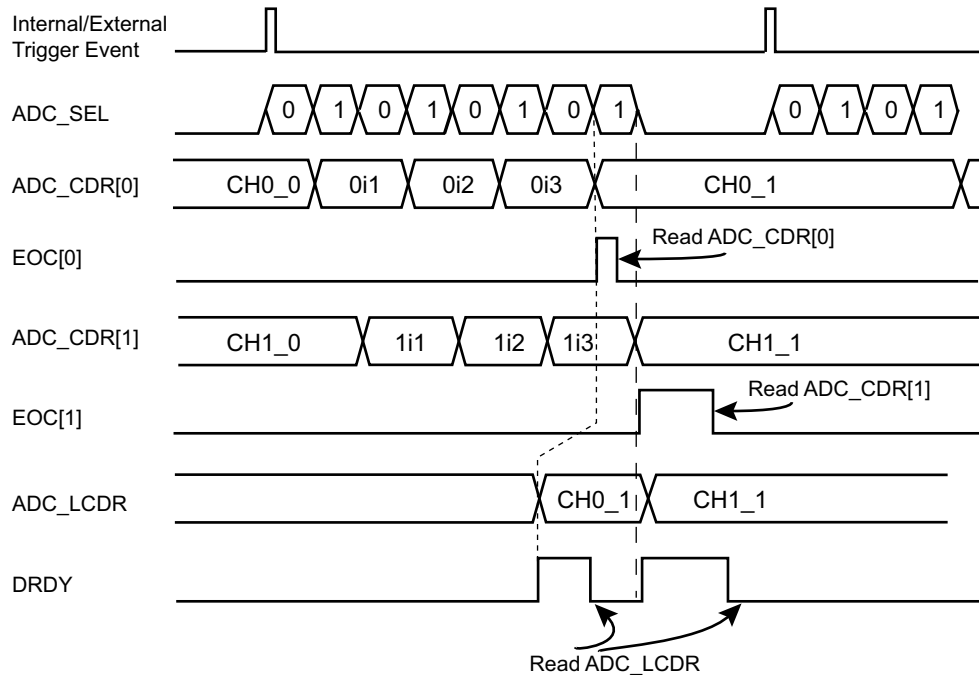 Internal/External
Trigger Event
ADC_SEL 0 1 0 1 0 1 0 1 0 1 0 1
ADC_CDR[0] CH0_0 0i1 0i2 0i3 CH0_1
EOC[0] Read ADC_CDR[0]
ADC_CDR[1] CH1_0 1i1 1i2 1i3 CH1_1
EOC[1] Read ADC_CDR[1]
ADC_LCDR CH0_1 CH1_1
DRDY
Read ADC_LCDR